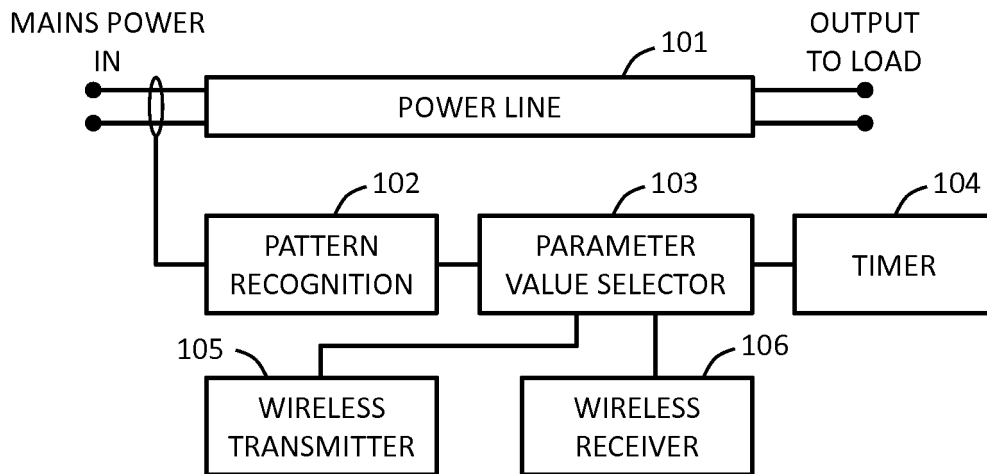 MAINS POWER
IN
101
OUTPUT
TO LOAD
POWER LINE
102
103
104
PATTERN
RECOGNITION
PARAMETER
VALUE SELECTOR
TIMER
105
106
WIRELESS
TRANSMITTER
WIRELESS
RECEIVER